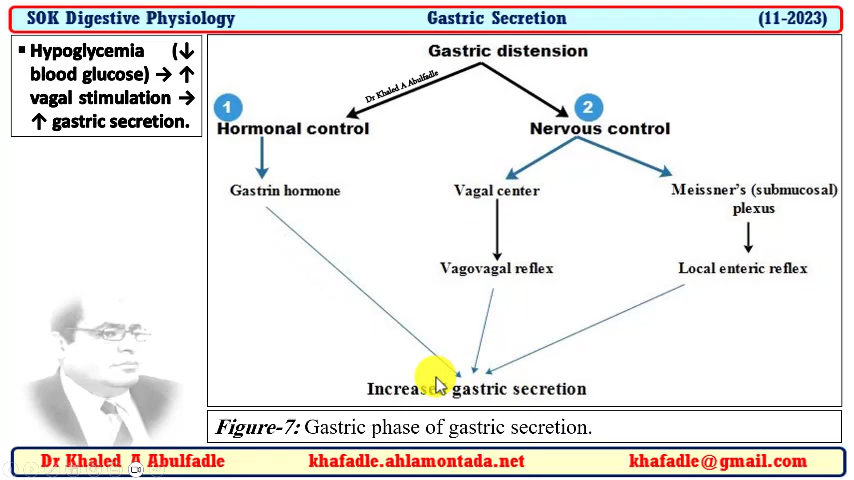 SOK Digestive Physiology Gastric Secretion (11-2023)
▪ Hypoglycemia (↓
blood glucose) → ↑
vagal stimulation →
↑ gastric secretion.
Gastric distension
Dr Khaled A Abulfadle
1 2
Hormonal control Nervous control
Gastrin hormone Vagal center Meissner's (submucosal)
plexus
Vagovagal reflex Local enteric reflex
Increases gastric secretion
Figure-7: Gastric phase of gastric secretion.
Dr Khaled A Abulfadle khafadle.ahlamontada.net khafadle@gmail.com